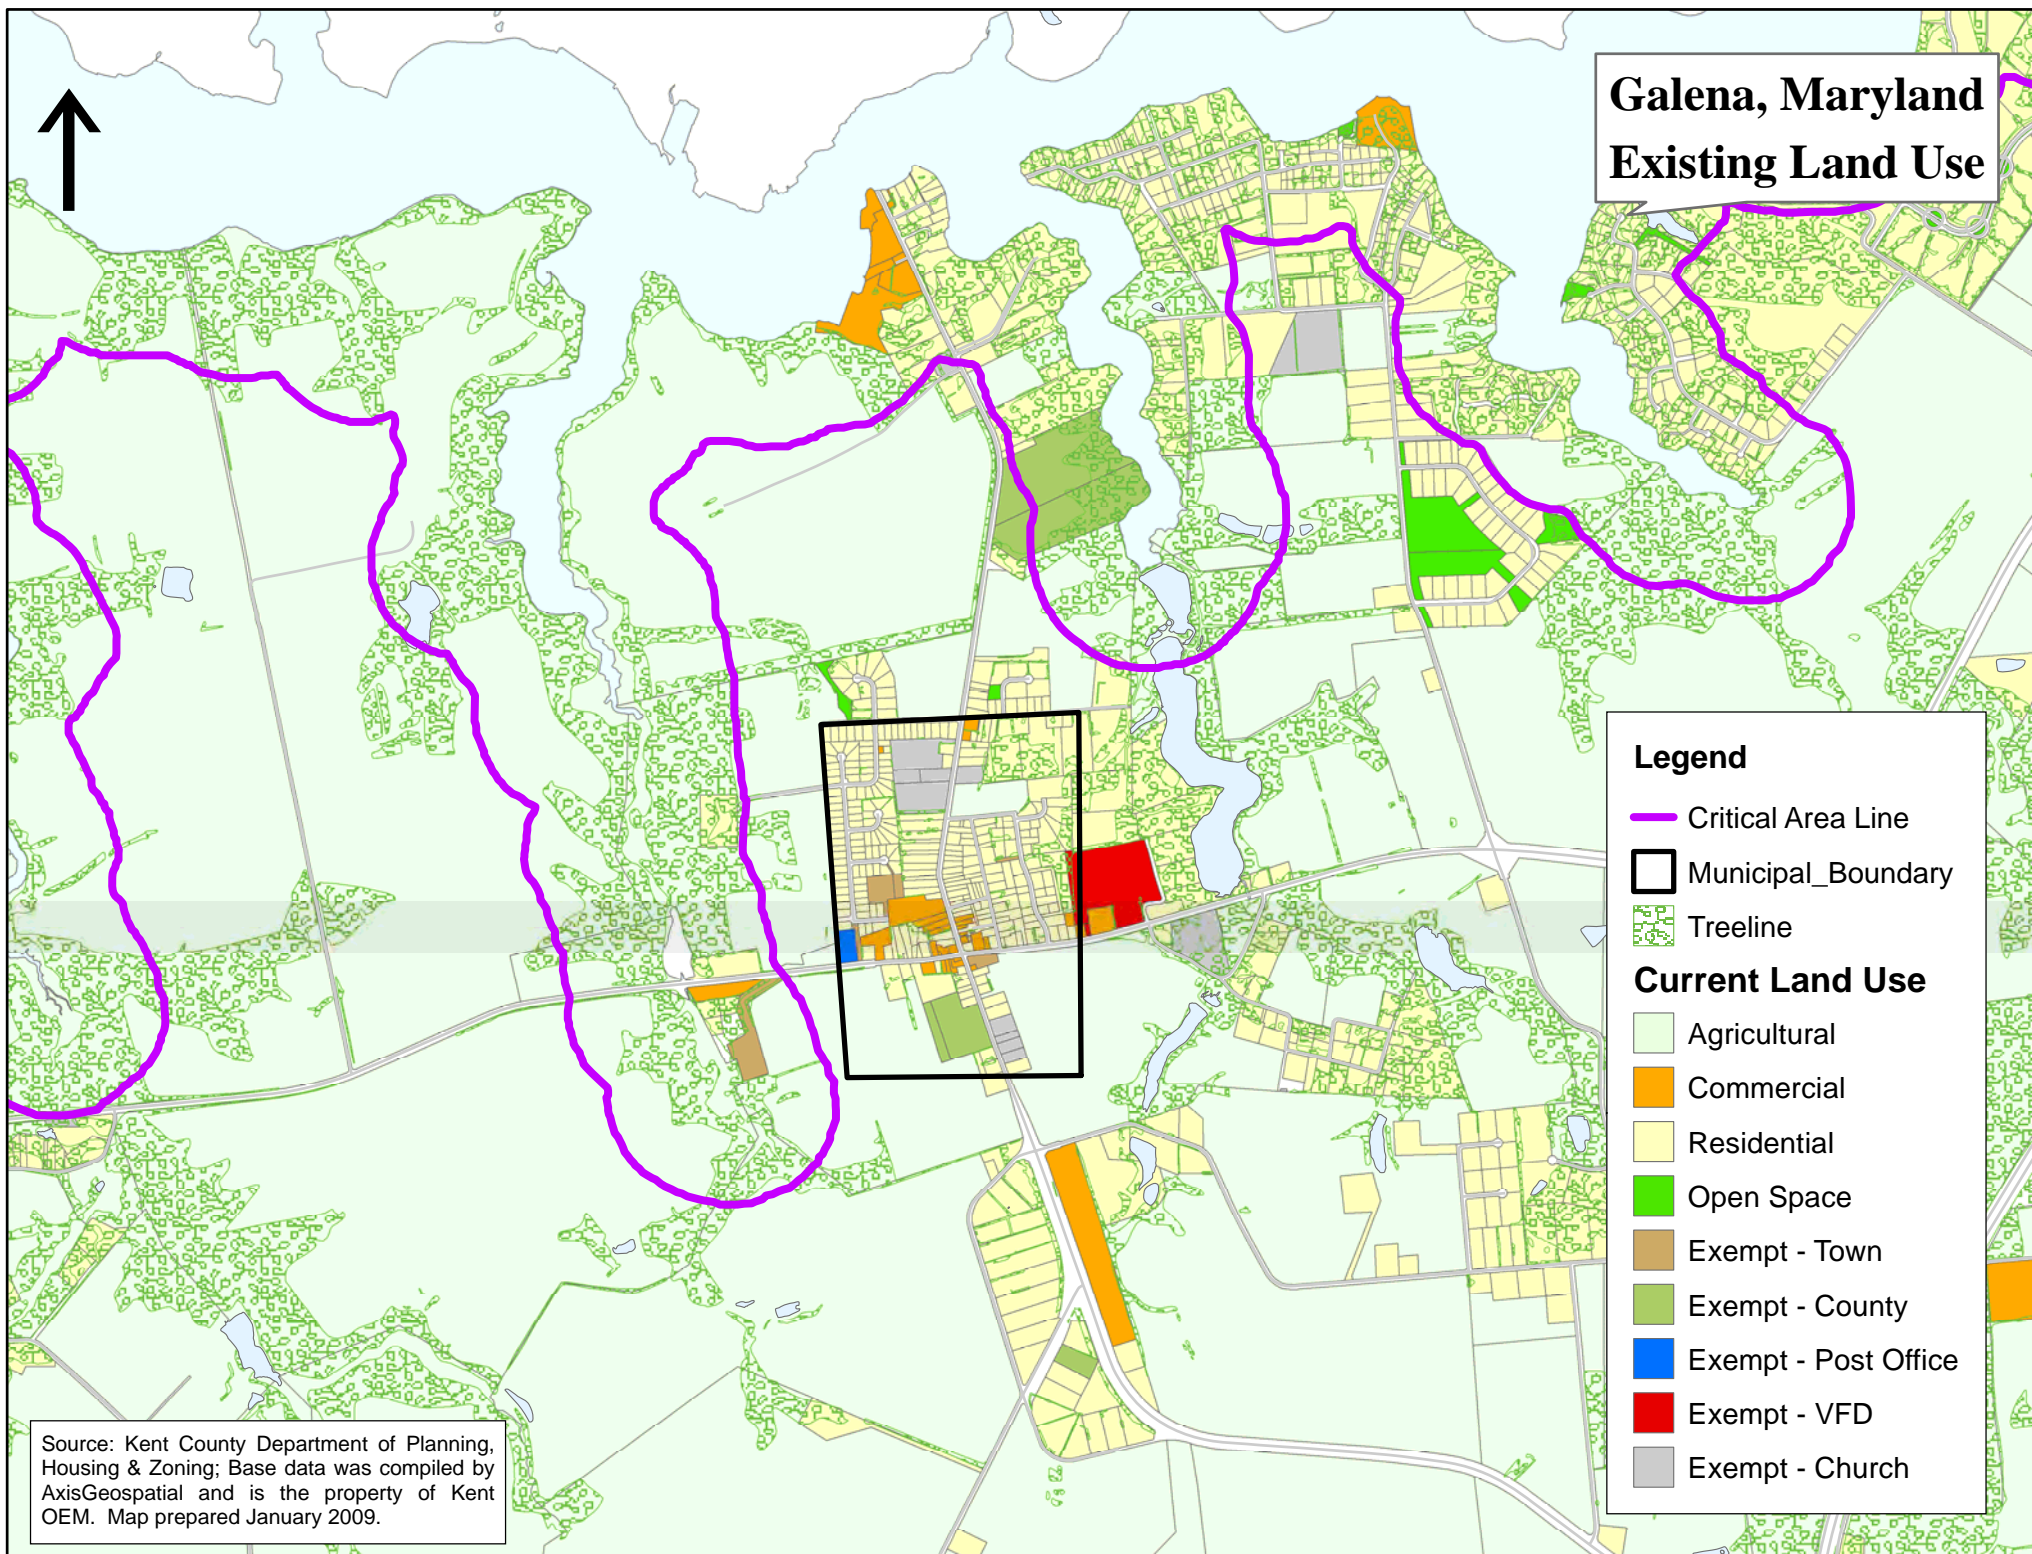 Galena, Maryland
Existing Land Use
Legend
Critical Area Line
Municipal_Boundary
Treeline
Current Land Use
Agricultural
Commercial
Residential
Open Space
Exempt - Town
Exempt - County
Exempt - Post Office
Exempt - VFD
Exempt - Church
Source: Kent County Department of Planning,
Housing & Zoning; Base data was compiled by
AxisGeospatial and is the property of Kent
OEM. Map prepared January 2009.